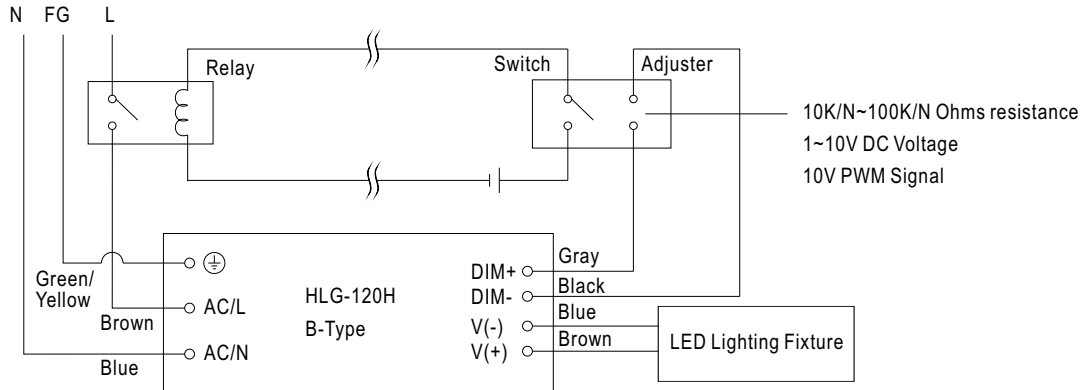 N FG L
Relay
Switch
Adjuster
10K/N~100K/N Ohms resistance
1~10V DC Voltage
10V PWM Signal
Green/
Yellow
Brown
Blue
AC/L
AC/N
HLG-120H
B-Type
DIM+
DIM-
V(-)
V(+)
Gray
Black
Blue
Brown
LED Lighting Fixture